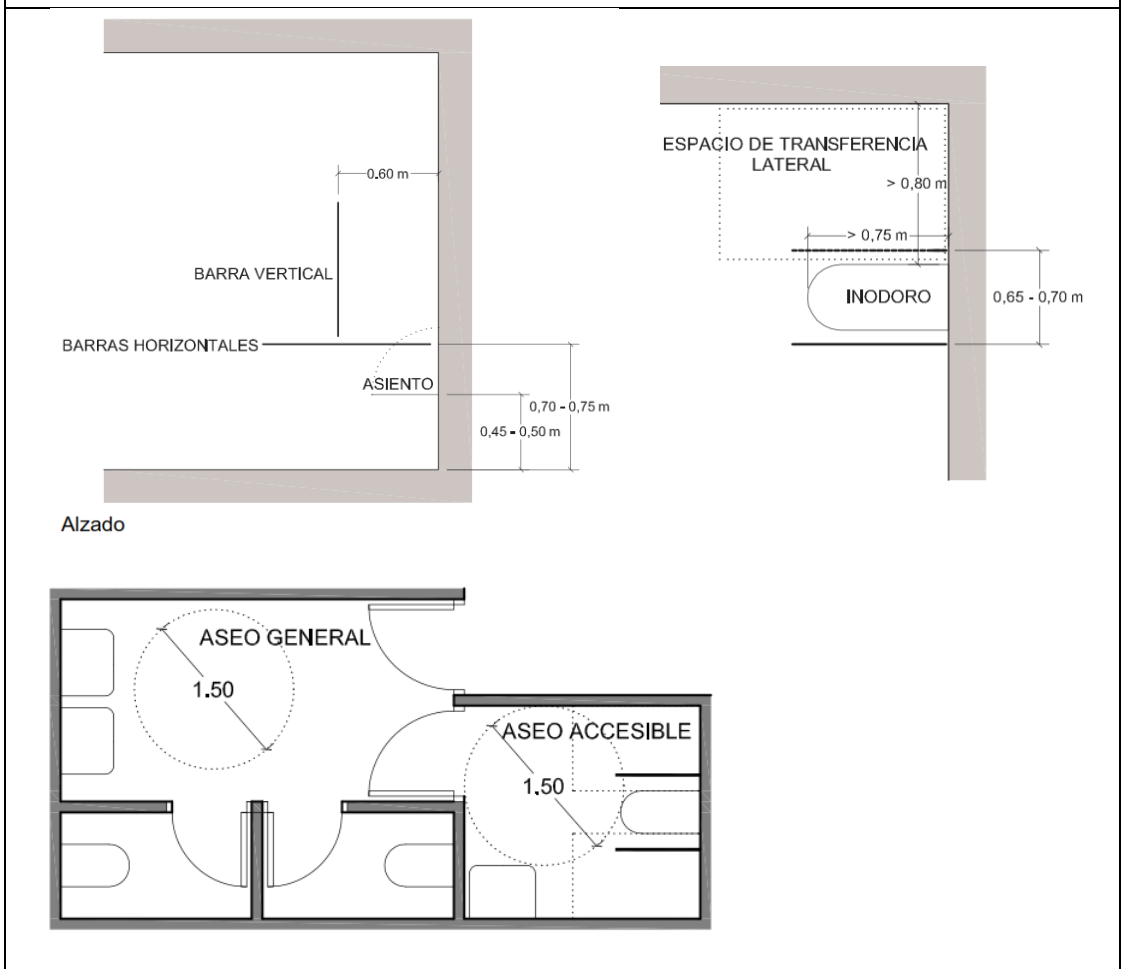 0.60 m
BARRA VERTICAL
BARRAS HORIZONTALES
ASIENTO
0,70 - 0,75 m
0,45 - 0,50 m
Alzado
ESPACIO DE TRANSFERENCIA
LATERAL
> 0,80 m
> 0,75 m
INODORO
0,65 - 0,70 m
ASEO GENERAL
1.50
ASEO ACCESIBLE
1.50